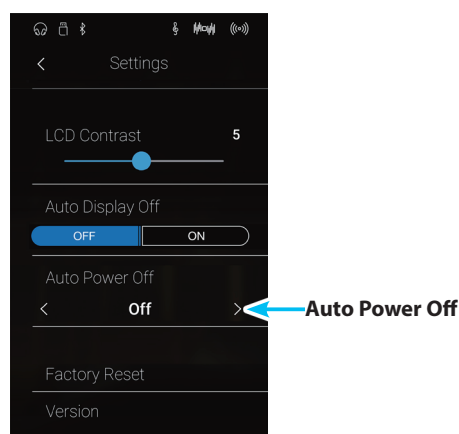 Settings
LCD Contrast 5
Auto Display Off
OFF ON
Auto Power Off
Off
Auto Power Off
Factory Reset
Version